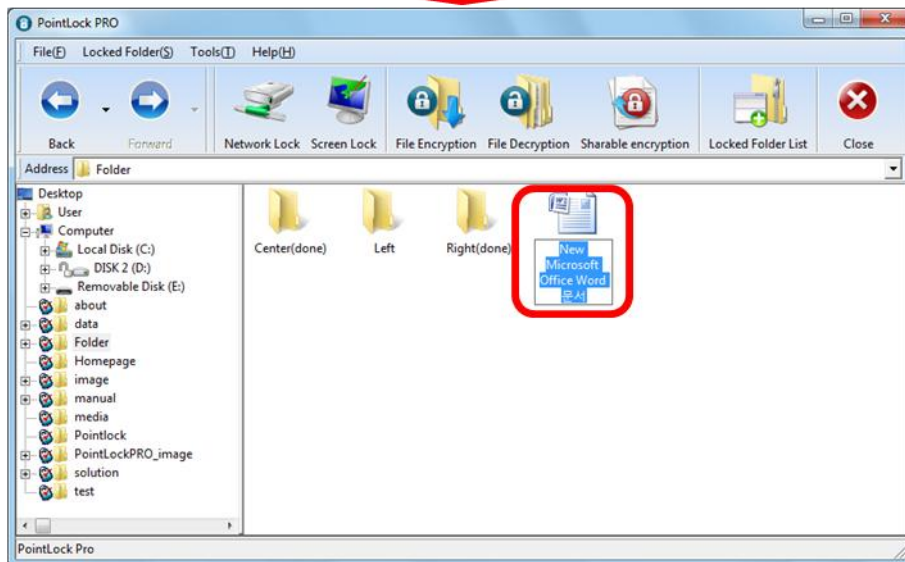 PointLock PRO
File(F) Locked Folder(S) Tools(T) Help(H)
Back Forward Network Lock Screen Lock File Encryption File Decryption Sharable encryption Locked Folder List Close
Address Folder
Desktop
User
Computer
Local Disk (C:)
DISK 2 (D:)
Removable Disk (E:)
about
data
Folder
Homepage
image
manual
media
Pointlock
PointLockPRO_image
solution
test
Center(done) Left Right(done)
New
Microsoft
Office Word
문서
PointLock Pro